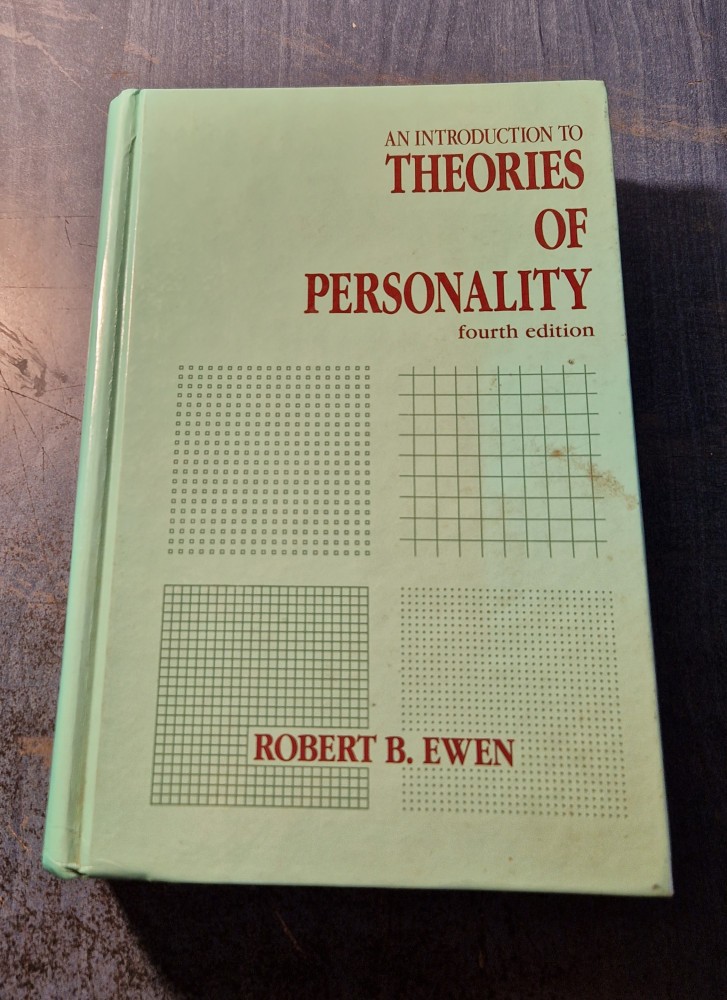 AN INTRODUCTION TO
THEORIES
OF
PERSONALITY
fourth edition
ROBERT B. EWEN